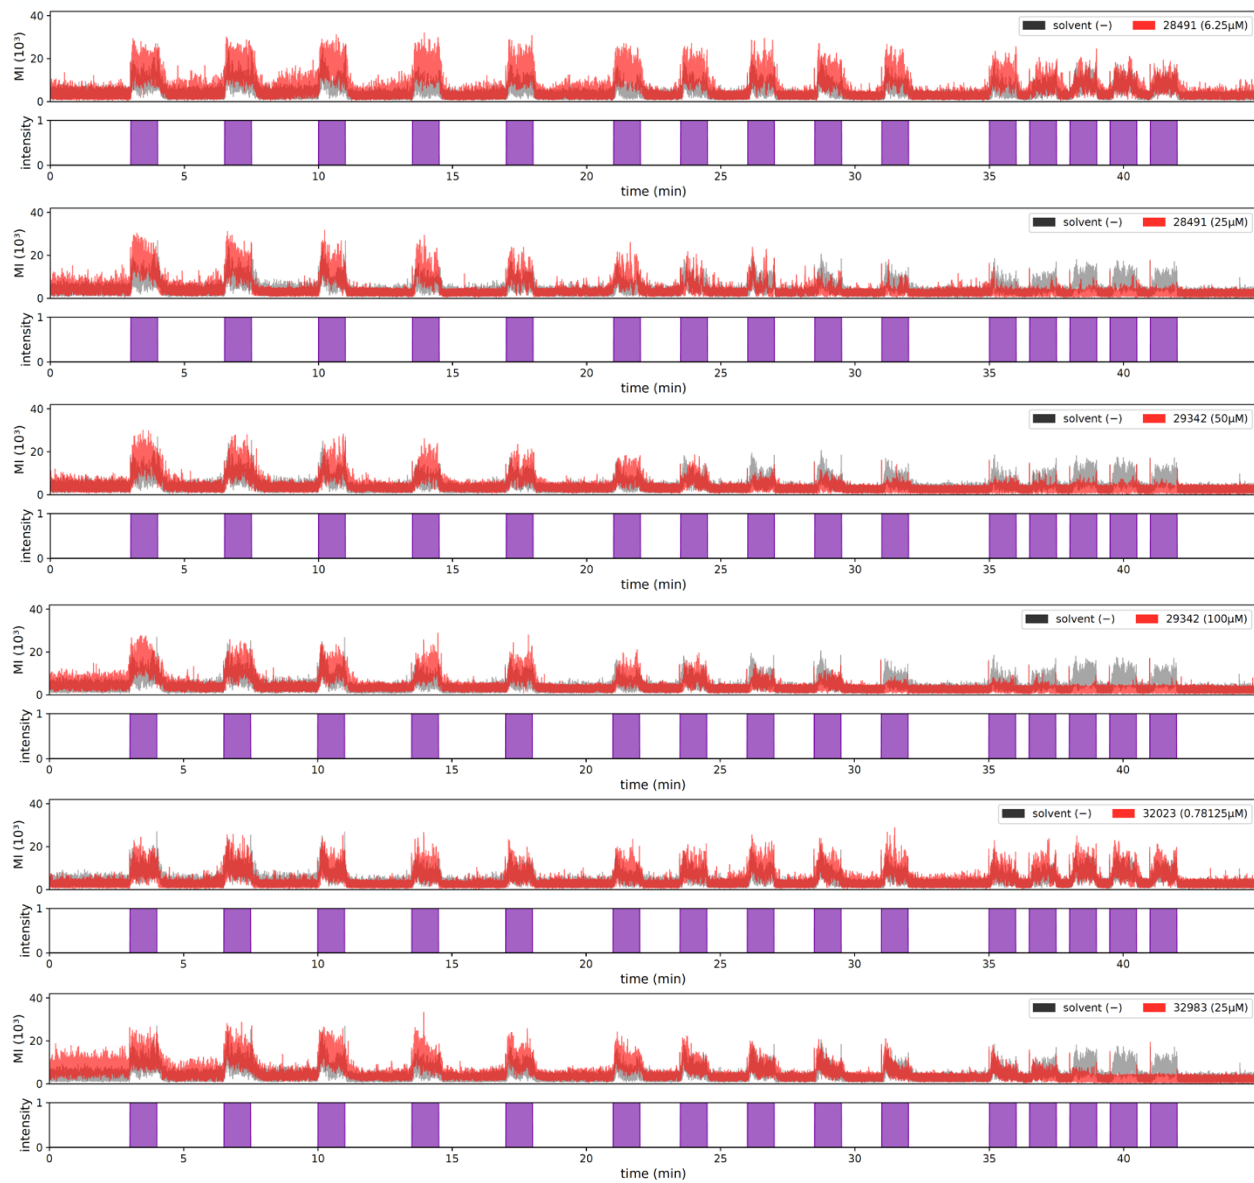 40
solvent (−) 28491 (6.25μM)
MI (10³)
20
0
1
intensity
0
0 5 10 15 20 25 30 35 40
time (min)
40
solvent (−) 28491 (25μM)
MI (10³)
20
0
1
intensity
0
0 5 10 15 20 25 30 35 40
time (min)
40
solvent (−) 29342 (50μM)
MI (10³)
20
0
1
intensity
0
0 5 10 15 20 25 30 35 40
time (min)
40
solvent (−) 29342 (100μM)
MI (10³)
20
0
1
intensity
0
0 5 10 15 20 25 30 35 40
time (min)
40
solvent (−) 32023 (0.78125μM)
MI (10³)
20
0
1
intensity
0
0 5 10 15 20 25 30 35 40
time (min)
40
solvent (−) 32983 (25μM)
MI (10³)
20
0
1
intensity
0
0 5 10 15 20 25 30 35 40
time (min)